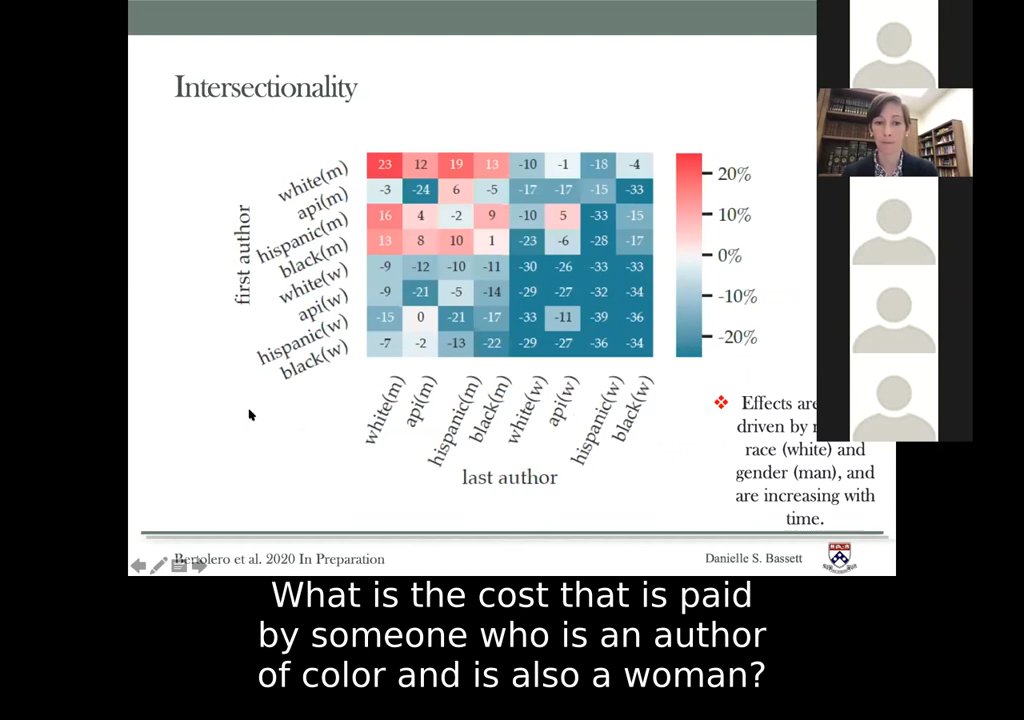 Intersectionality
white(m) 23 12 19 13 -10 -1 -18 -4 20%
api(m) -3 -24 6 -5 -17 -17 -15 -33
hispanic(m) 16 4 -2 9 -10 5 -33 -15 10%
black(m) 13 8 10 1 -23 -6 -28 -17 0%
white(w) -9 -12 -10 -11 -30 -26 -33 -33
api(w) -9 -21 -5 -14 -29 -27 -32 -34 -10%
hispanic(w) -15 0 -21 -17 -33 -11 -39 -36
black(w) -7 -2 -13 -22 -29 -27 -36 -34 -20%
first author
white(m) api(m) hispanic(m) black(m) white(w) api(w) hispanic(w) black(w)
last author
Effects are
driven by
race (white) and
gender (man), and
are increasing with
time.
Bertolero et al. 2020 In Preparation
Danielle S. Bassett
What is the cost that is paid
by someone who is an author
of color and is also a woman?